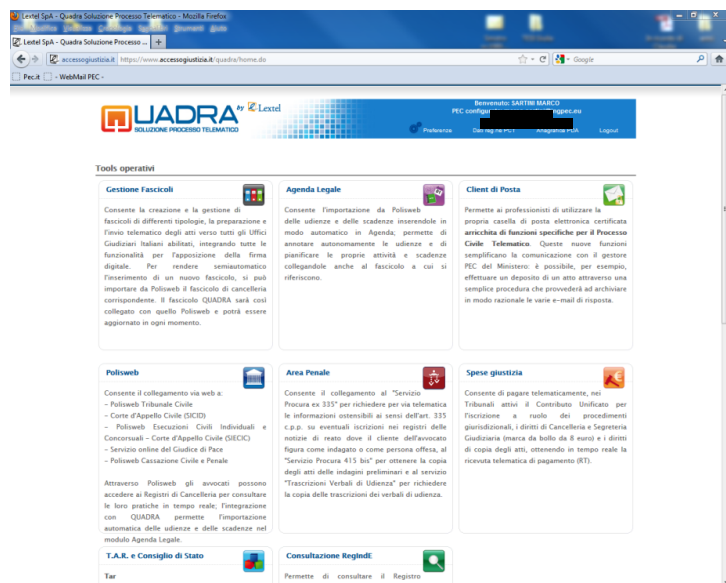 Lextel SpA - Quadra Soluzione Processo Telematico - Mozilla Firefox
Lextel SpA - Quadra Soluzione Processo ...
+
accessogiustizia.it https://www.accessogiustizia.it/quadra/home.do
Google
Pec.it - WebMail PEC -
QUADRA by Lextel
SOLUZIONE PROCESSO TELEMATICO
Benvenuto: SARTINI MARCO
PEC
gpec.eu
Preferenze
Logout
Tools operativi
Gestione Fascicoli
Consente la creazione e la gestione di
fascicoli di differenti tipologie, la preparazione e
l'invio telematico degli atti verso tutti gli Uffici
Giudiziari Italiani abilitati, integrando tutte le
funzionalità per l'apposizione della firma
digitale. Per rendere semiautomatico
l'inserimento di un nuovo fascicolo, si può
importare da Polisweb il fascicolo di cancelleria
corrispondente. Il fascicolo QUADRA sarà così
collegato con quello Polisweb e potrà essere
aggiornato in ogni momento.
Agenda Legale
Consente l'importazione da Polisweb
delle udienze e delle scadenze inserendole in
modo automatico in Agenda; permette di
annotare autonomamente le udienze e di
pianificare le proprie attività e scadenze
collegandole anche al fascicolo a cui si
riferiscono.
Client di Posta
Permette ai professionisti di utilizzare la
propria casella di posta elettronica certificata
arricchita di funzioni specifiche per il Processo
Civile Telematico. Queste nuove funzioni
semplificano la comunicazione con il gestore
PEC del Ministero: è possibile, per esempio,
effettuare un deposito di un atto attraverso una
semplice procedura che provvederà ad archiviare
in modo razionale le varie e-mail di risposta.
Polisweb
Consente il collegamento via web a:
- Polisweb Tribunale Civile
- Corte d'Appello Civile (SICID)
- Polisweb Esecuzioni Civili Individuali e
Concorsuali - Corte d'Appello Civile (SIECIC)
- Servizio online del Giudice di Pace
- Polisweb Cassazione Civile e Penale
Attraverso Polisweb gli avvocati possono
accedere ai Registri di Cancelleria per consultare
le loro pratiche in tempo reale; l'integrazione
con QUADRA permette l'importazione
automatica delle udienze e delle scadenze nel
modulo Agenda Legale.
Area Penale
Consente il collegamento al "Servizio
Procura ex 335" per richiedere per via telematica
le informazioni ostensibili ai sensi dell'art. 335
c.p.p. su eventuali iscrizioni nei registri delle
notizie di reato dove il cliente dell'avvocato
figura come indagato o come persona offesa, al
"Servizio Procura 415 bis" per ottenere la copia
degli atti delle indagini preliminari e al servizio
"Trascrizioni Verbali di Udienza" per richiedere
la copia delle trascrizioni dei verbali di udienza.
Spese giustizia
Consente di pagare telematicamente, nei
Tribunali attivi il Contributo Unificato per
l'iscrizione a ruolo dei procedimenti
giurisdizionali, i diritti di Cancelleria e Segreteria
Giudiziaria (marca da bollo da 8 euro) e i diritti
di copia degli atti, ottenendo in tempo reale la
ricevuta telematica di pagamento (RT).
T.A.R. e Consiglio di Stato
Tar
Consultazione RegIndE
Permette di consultare il Registro